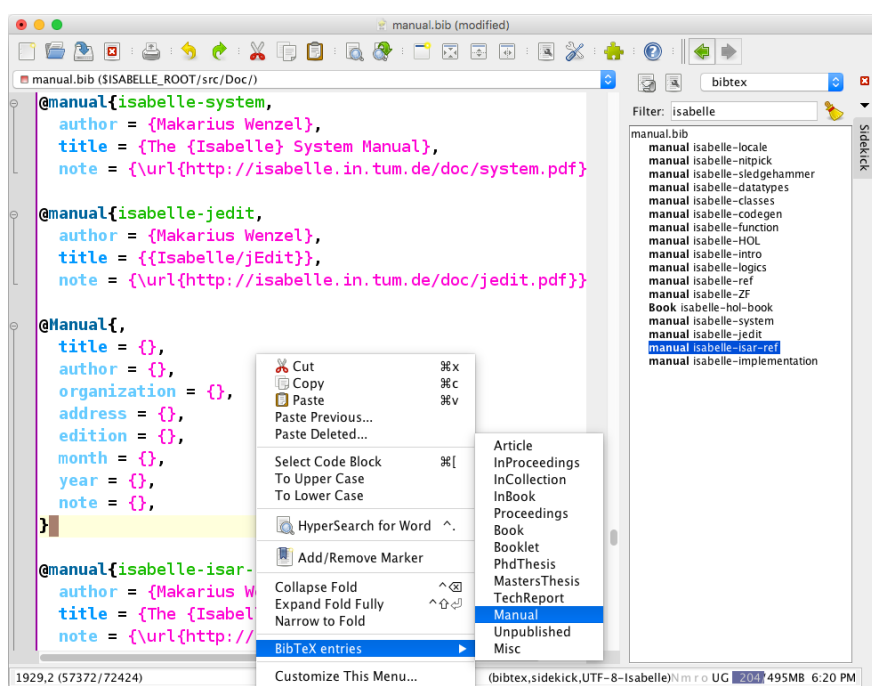 manual.bib (modified)
manual.bib ($ISABELLE_ROOT/src/Doc/)
@manual{isabelle-system,
author = {Makarius Wenzel},
title = {The {Isabelle} System Manual},
note = {\url{http://isabelle.in.tum.de/doc/system.pdf}
@manual{isabelle-jedit,
author = {Makarius Wenzel},
title = {{Isabelle/jEdit}},
note = {\url{http://isabelle.in.tum.de/doc/jedit.pdf}}
@Manual{,
title = {},
author = {},
organization = {},
address = {},
edition = {},
month = {},
year = {},
note = {},
}
@manual{isabelle-isar-
author = {Makarius W
title = {The {Isabel
note = {\url{http://
Cut ⌘x
Copy ⌘c
Paste ⌘v
Paste Previous...
Paste Deleted...
Select Code Block ⌘[
To Upper Case
To Lower Case
HyperSearch for Word ^.
Add/Remove Marker
Collapse Fold ^⌫
Expand Fold Fully ^⇧⏎
Narrow to Fold
BibTeX entries
Customize This Menu...
Article
InProceedings
InCollection
InBook
Proceedings
Book
Booklet
PhdThesis
MastersThesis
TechReport
Manual
Unpublished
Misc
bibtex
Filter: isabelle
manual.bib
manual isabelle-locale
manual isabelle-nitpick
manual isabelle-sledgehammer
manual isabelle-datatypes
manual isabelle-classes
manual isabelle-codegen
manual isabelle-function
manual isabelle-HOL
manual isabelle-intro
manual isabelle-logics
manual isabelle-ref
manual isabelle-ZF
Book isabelle-hol-book
manual isabelle-system
manual isabelle-jedit
manual isabelle-isar-ref
manual isabelle-implementation
Sidekick
1929,2 (57372/72424)
(bibtex,sidekick,UTF-8-Isabelle)N m r o UG 204/495MB 6:20 PM